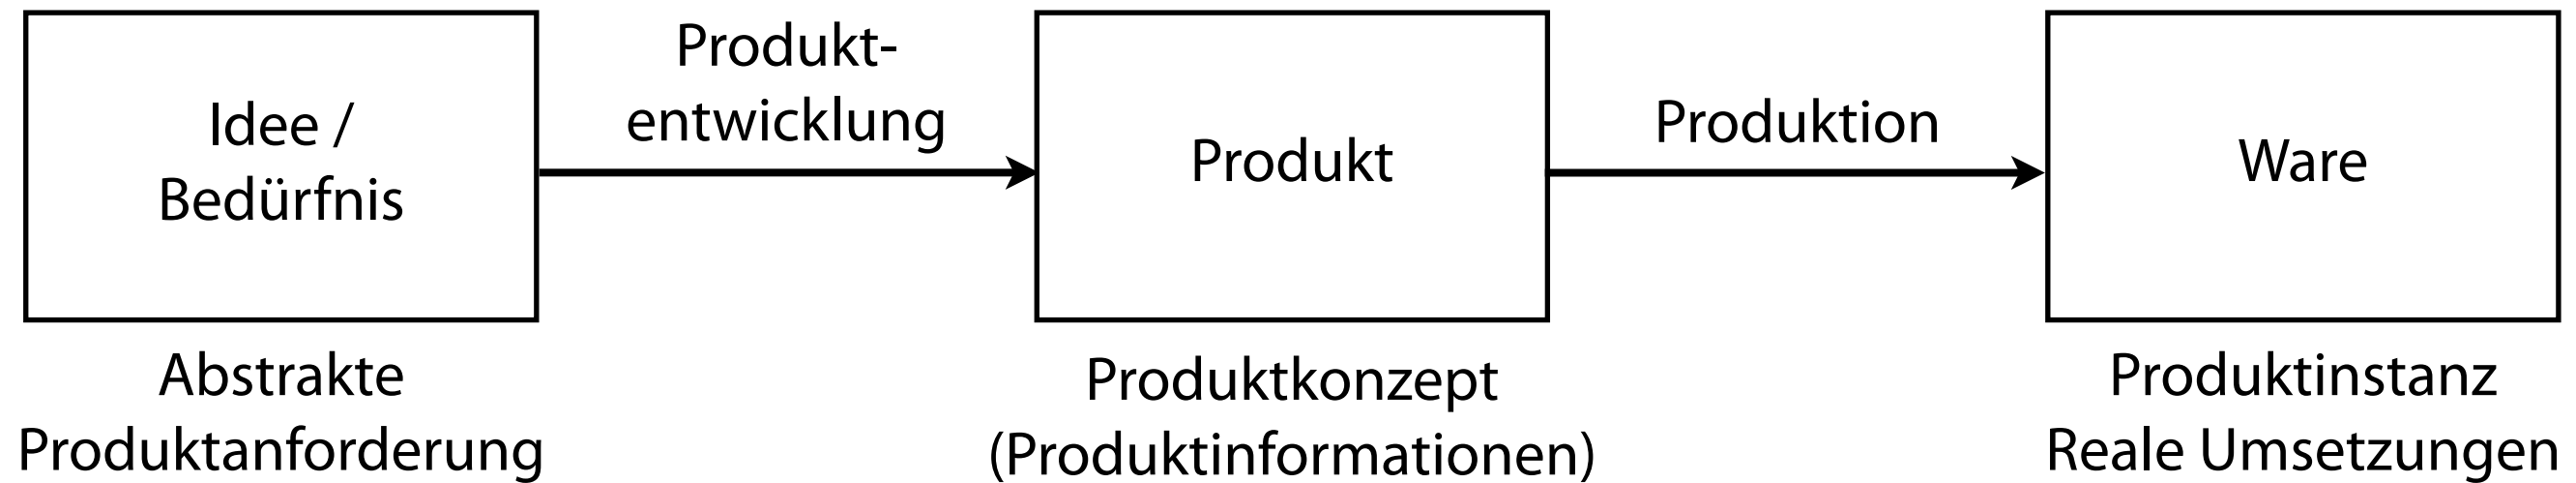 Idee /
Bedürfnis
Produkt-
entwicklung
Produkt
Produktion
Ware
Abstrakte
Produktanforderung
Produktkonzept
(Produktinformationen)
Produktinstanz
Reale Umsetzungen